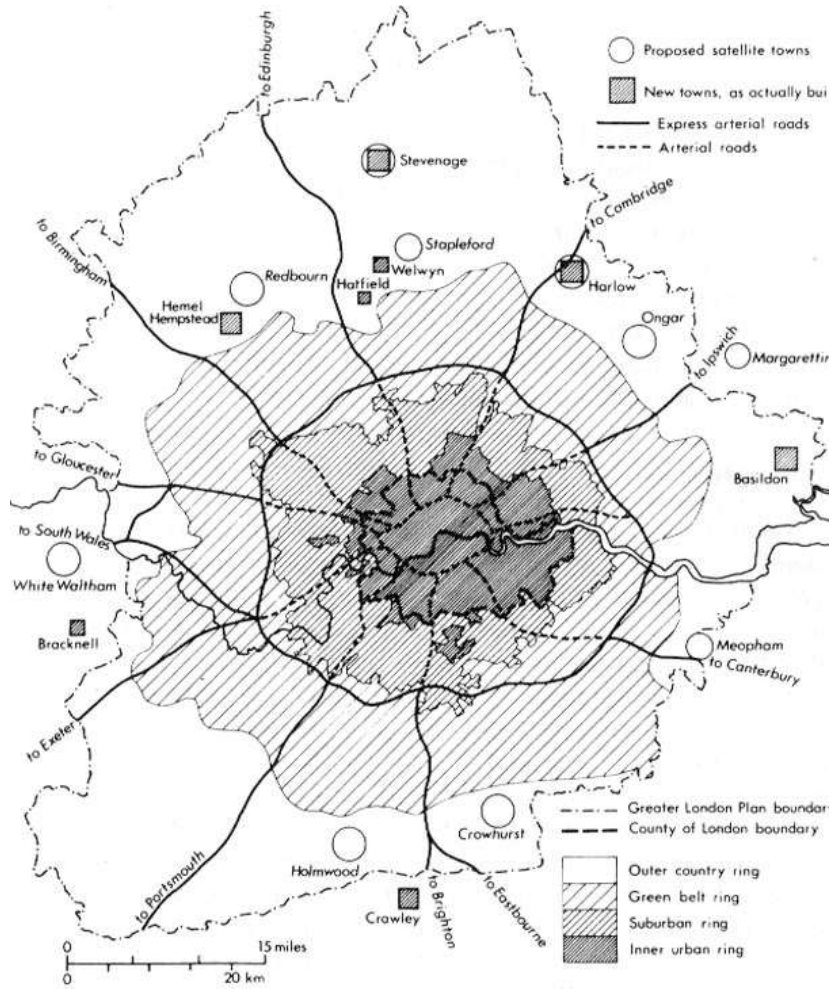 to Edinburgh
Proposed satellite towns
New towns, as actually bui
Express arterial roads
Arterial roads
Stevenage
to Cambridge
to Birmingham
Stapleford
Redbourn
Welwyn
Hatfield
Harlow
Hemel
Hempstead
Ongar
to Ipswich
Margarettin
to Gloucester
Basildon
to South Wales
White Waltham
Bracknell
Meopham
to Canterbury
to Exeter
Greater London Plan boundar
County of London boundary
Crowhurst
Holmwood
to Portsmouth
Crawley
to Brighton
to Eastbourne
Outer country ring
Green belt ring
Suburban ring
Inner urban ring
0 15 miles
0 20 km